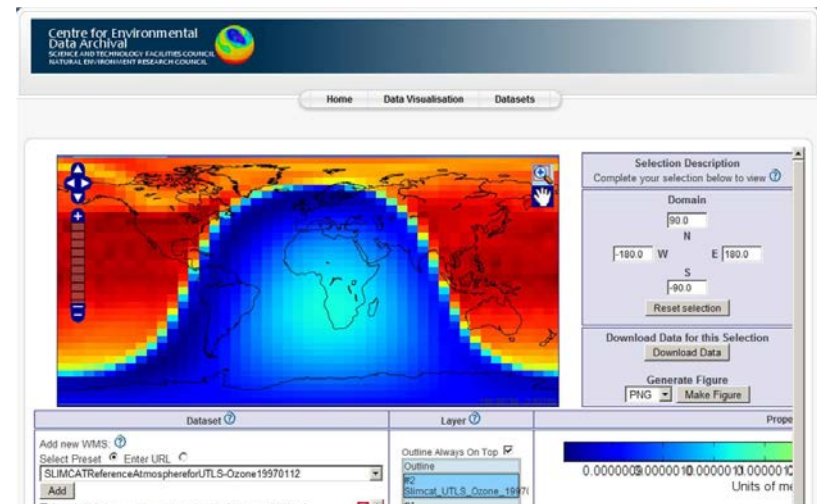 Centre for Environmental
Data Archival
SCIENCE AND TECHNOLOGY FACILITIES COUNCIL
NATURAL ENVIRONMENT RESEARCH COUNCIL
Home Data Visualisation Datasets
Selection Description
Complete your selection below to view
Domain
90.0
N
-180.0 W E 180.0
S
-90.0
Reset selection
Download Data for this Selection
Download Data
Generate Figure
PNG Make Figure
Dataset Layer Prope
Add new WMS:
Select Preset Enter URL
SLIMCATReferenceAtmosphereforUTLS-Ozone19970112
Add
Outline Always On Top
Outline
#2
Slimcat_UTLS_Ozone_1997
Units of me